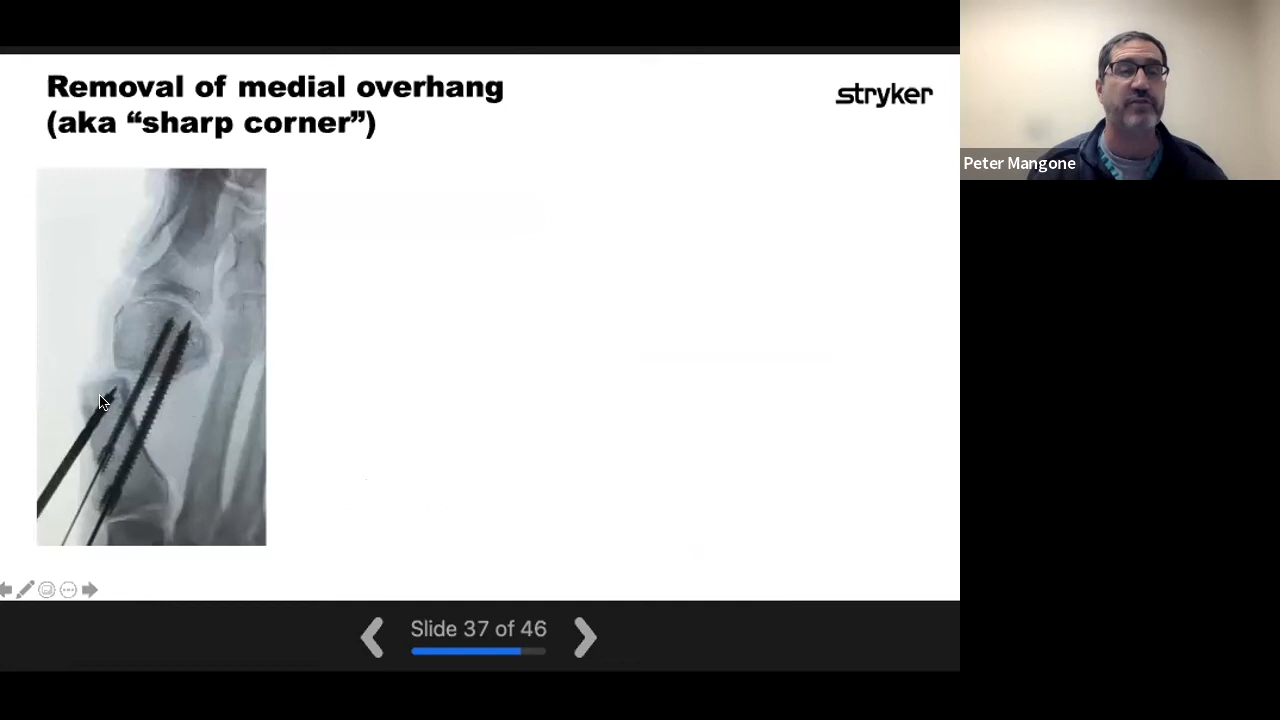 Removal of medial overhang
(aka “sharp corner”)
stryker
Peter Mangone
Slide 37 of 46